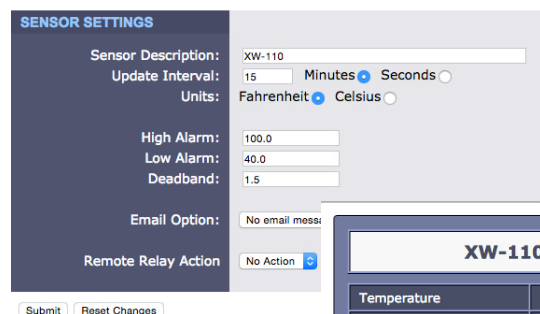 SENSOR SETTINGS
Sensor Description: XW-110
Update Interval: 15 Minutes Seconds
Units: Fahrenheit Celsius
High Alarm: 100.0
Low Alarm: 40.0
Deadband: 1.5
Email Option: No email
Remote Relay Action No Action
XW-110
Temperature
Submit Reset Changes